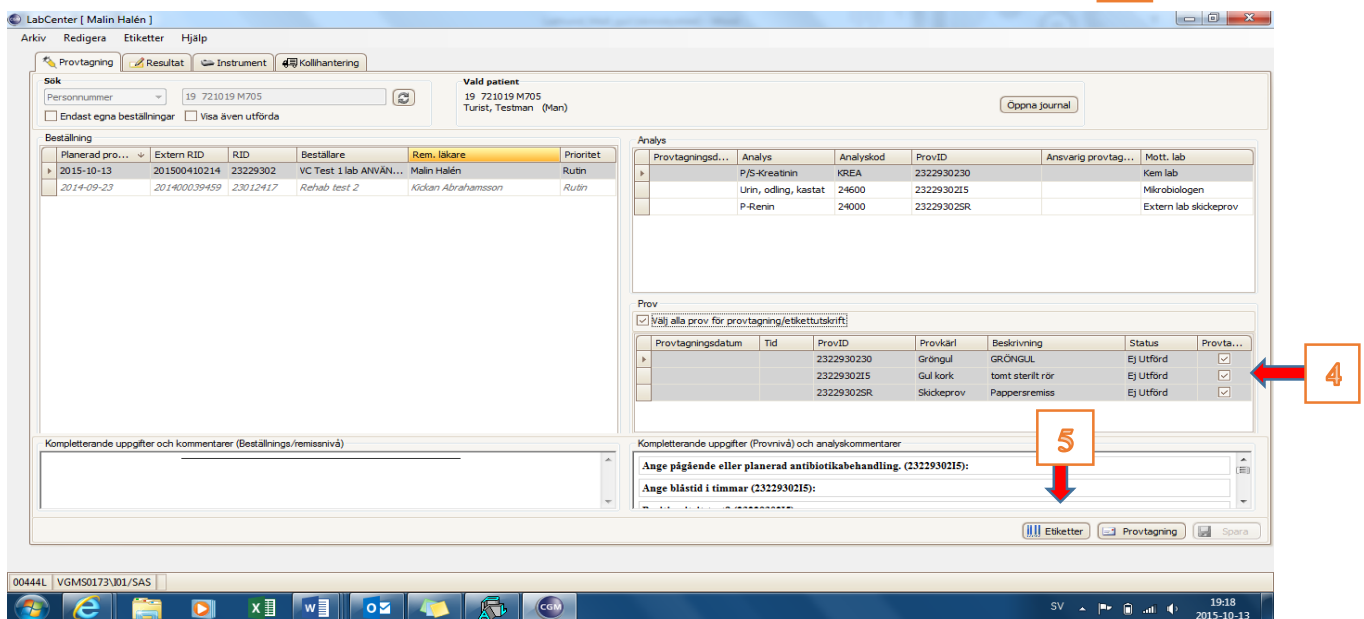 LabCenter [ Malin Halén ]
Arkiv Redigera Etiketter Hjälp
Provtagning Resultat Instrument Kollihantering
Sök
Personnummer 19 721019 M705
Endast egna beställningar Visa även utförda
Vald patient
19 721019 M705
Turist, Testman (Man)
Öppna journal
Beställning
Planerad pro... Extern RID RID Beställare Rem. läkare Prioritet
2015-10-13 201500410214 23229302 VC Test 1 lab ANVÄN... Malin Halén Rutin
2014-09-23 201400039459 23012417 Rehab test 2 Kickan Abrahamsson Rutin
Analys
Provtagningsd... Analys Analyskod ProvID Ansvarig provtag... Mott. lab
P/S-Kreatinin KREA 2322930230 Kem lab
Urin, odling, kastat 24600 23229302I5 Mikrobiologen
P-Renin 24000 23229302SR Extern lab skickeprov
Prov
Välj alla prov för provtagning/etikettutskrift
Provtagningsdatum Tid ProvID Provkärl Beskrivning Status Provta...
2322930230 Gröngul GRÖNGUL Ej Utförd
23229302I5 Gul kork tomt sterilt rör Ej Utförd
23229302SR Skickeprov Pappersremiss Ej Utförd
4
5
Kompletterande uppgifter och kommentarer (Beställnings/remissnivå)
Kompletterande uppgifter (Provnivå) och analyskommentarer
Ange pågående eller planerad antibiotikabehandling. (23229302I5):
Ange blåstid i timmar (23229302I5):
Etiketter Provtagning Spara
00444L VGMS0173\I01/SAS
CGM
SV
19:18
2015-10-13